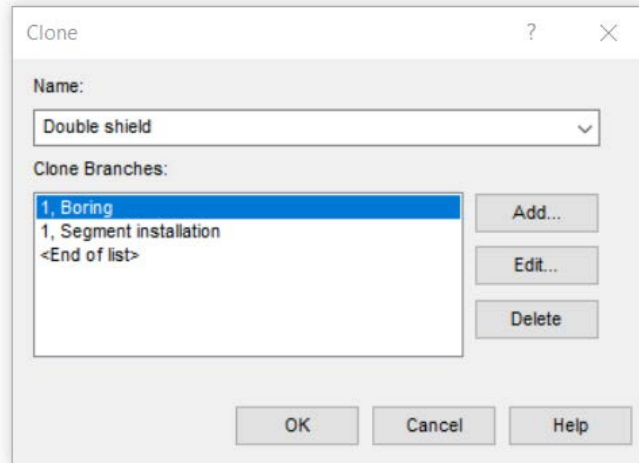 Clone ?
Name:
Double shield
Clone Branches:
1, Boring
1, Segment installation
<End of list>
Add...
Edit...
Delete
OK Cancel Help